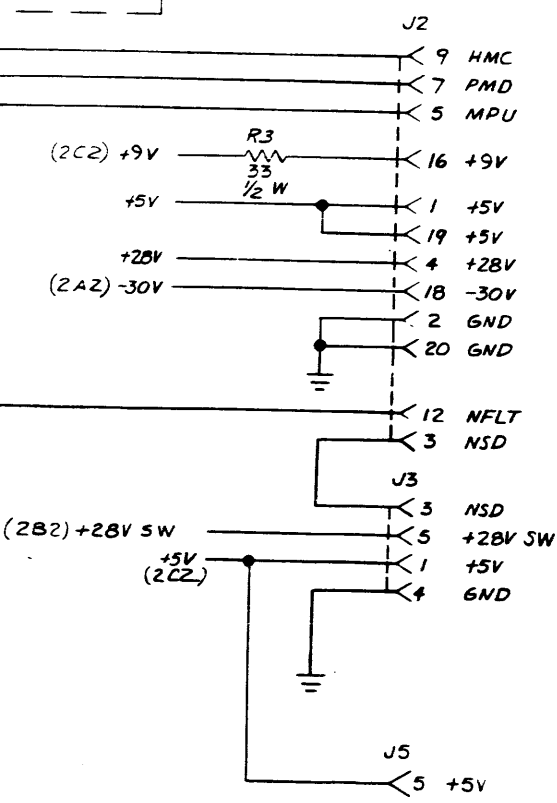 J2
9 HMC
7 PMD
5 MPU
(2C2) +9V
R3
33
1/2 W
16 +9V
+5V
1 +5V
19 +5V
+28V
4 +28V
(2A2) -30V
18 -30V
2 GND
20 GND
12 NFLT
3 NSD
J3
3 NSD
(2B2) +28V SW
5 +28V SW
+5V
(2C2)
1 +5V
4 GND
J5
5 +5V